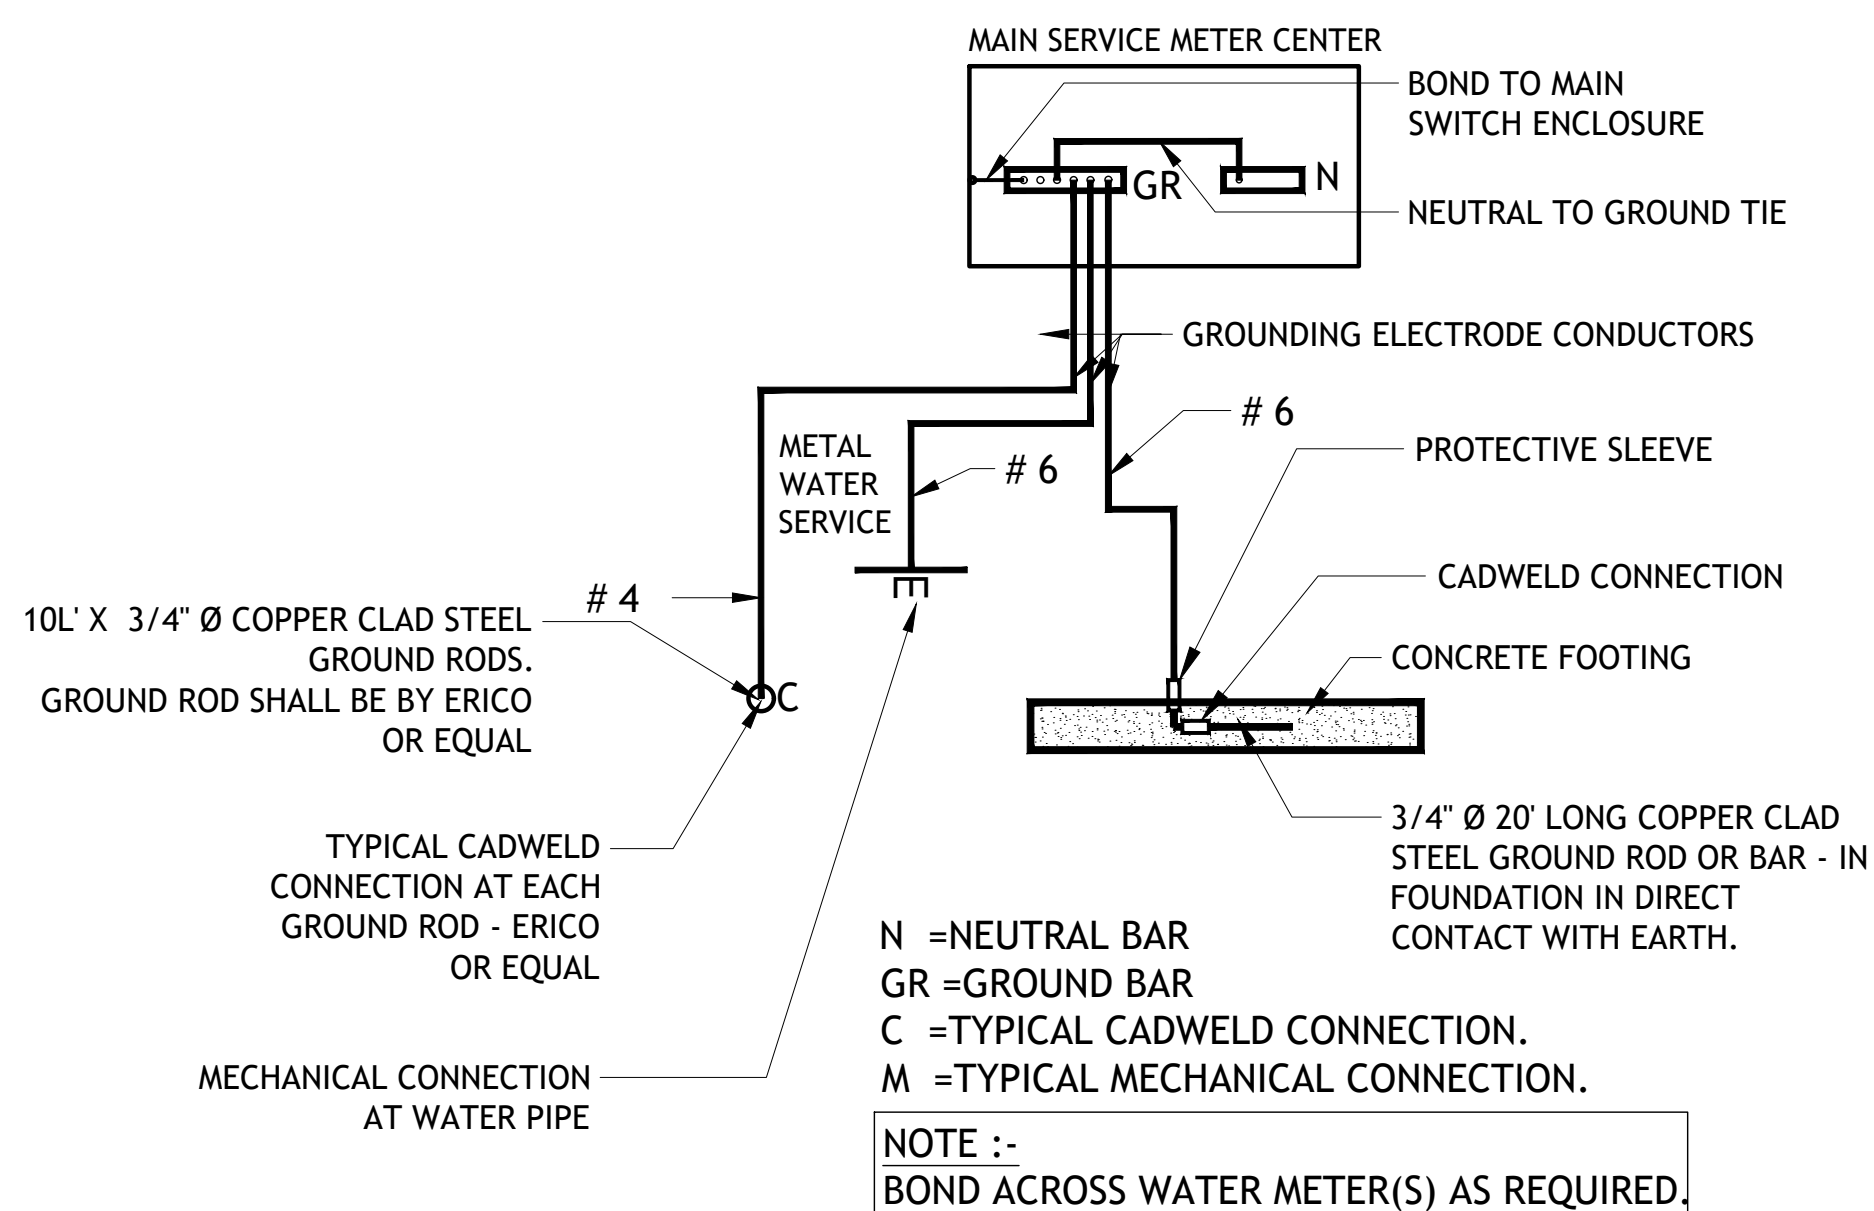 MAIN SERVICE METER CENTER
BOND TO MAIN
SWITCH ENCLOSURE
GR
N
NEUTRAL TO GROUND TIE
GROUNDING ELECTRODE CONDUCTORS
# 6
PROTECTIVE SLEEVE
METAL
WATER
SERVICE
# 6
CADWELD CONNECTION
# 4
10L' X 3/4" Ø COPPER CLAD STEEL
GROUND RODS.
GROUND ROD SHALL BE BY ERICO
OR EQUAL
C
M
CONCRETE FOOTING
TYPICAL CADWELD
CONNECTION AT EACH
GROUND ROD - ERICO
OR EQUAL
3/4" Ø 20' LONG COPPER CLAD
STEEL GROUND ROD OR BAR - IN
FOUNDATION IN DIRECT
CONTACT WITH EARTH.
MECHANICAL CONNECTION
AT WATER PIPE
N =NEUTRAL BAR
GR =GROUND BAR
C =TYPICAL CADWELD CONNECTION.
M =TYPICAL MECHANICAL CONNECTION.
NOTE :-
BOND ACROSS WATER METER(S) AS REQUIRED.